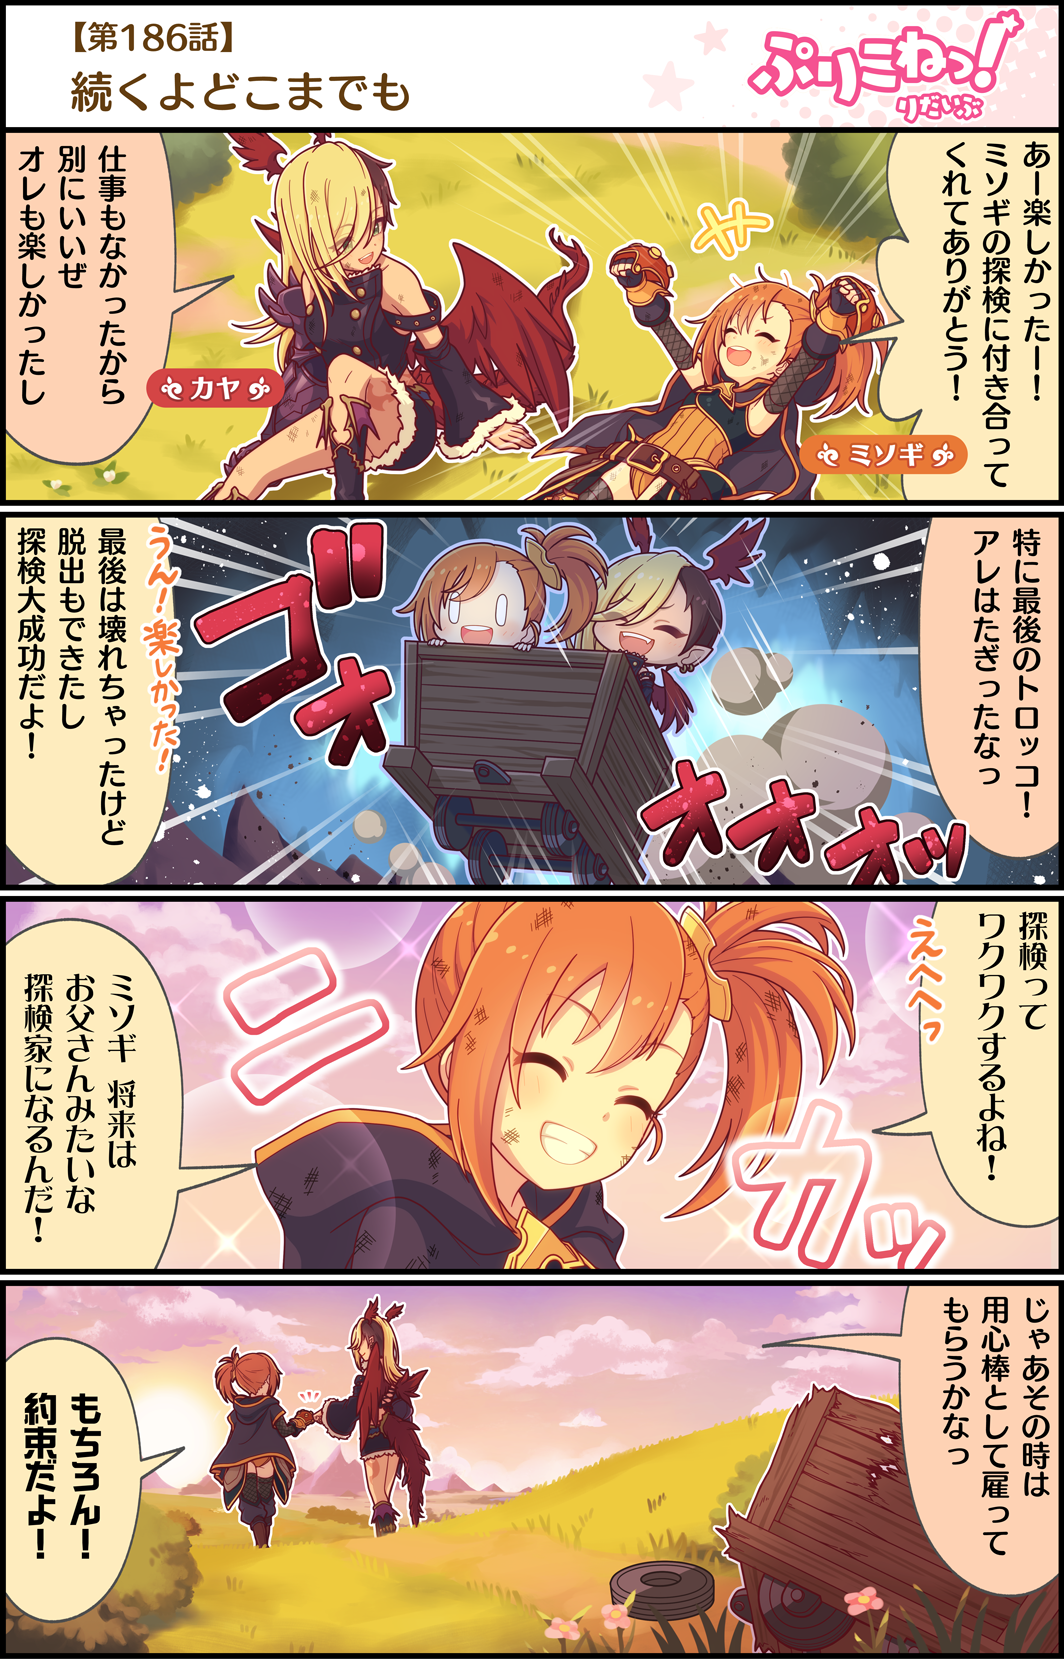 【第186話】
続くよどこまでも
ぷりこねっ!
りだいぶ
あー楽しかったーー！
ミソギの探検に付き合って
くれてありがとう！
ミソギ
仕事もなかったから
別にいいぜ
オレも楽しかったし
カヤ
特に最後のトロッコ！
アレはたぎったなっ
ゴオ
オオオッ
うん！楽しかった！
最後は壊れちゃったけど
脱出もできたし
探検大成功だよ！
探検って
ワクワクするよね！
えへへっ
ニカッ
ミソギ 将来は
お父さんみたいな
探検家になるんだ！
じゃあその時は
用心棒として雇って
もらうかなっ
もちろん！
約束だよ！